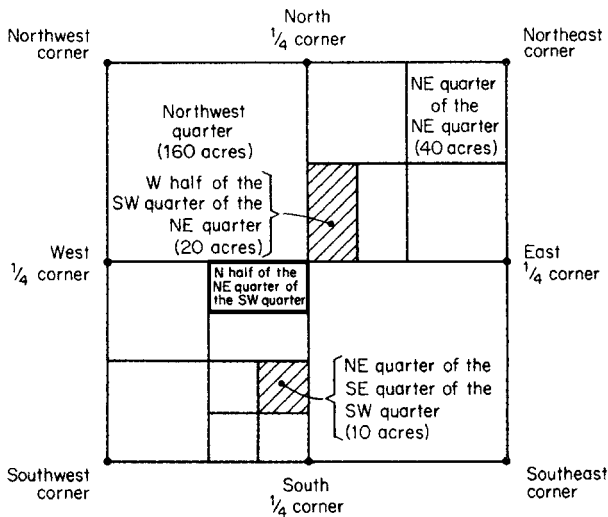 Northwest
corner
North
1/4 corner
Northeast
corner
Northwest
quarter
(160 acres)
NE quarter
of the
NE quarter
(40 acres)
W half of the
SW quarter of the
NE quarter
(20 acres)
West
1/4 corner
East
1/4 corner
N half of the
NE quarter of
the SW quarter
NE quarter of the
SE quarter of the
SW quarter
(10 acres)
Southwest
corner
South
1/4 corner
Southeast
corner